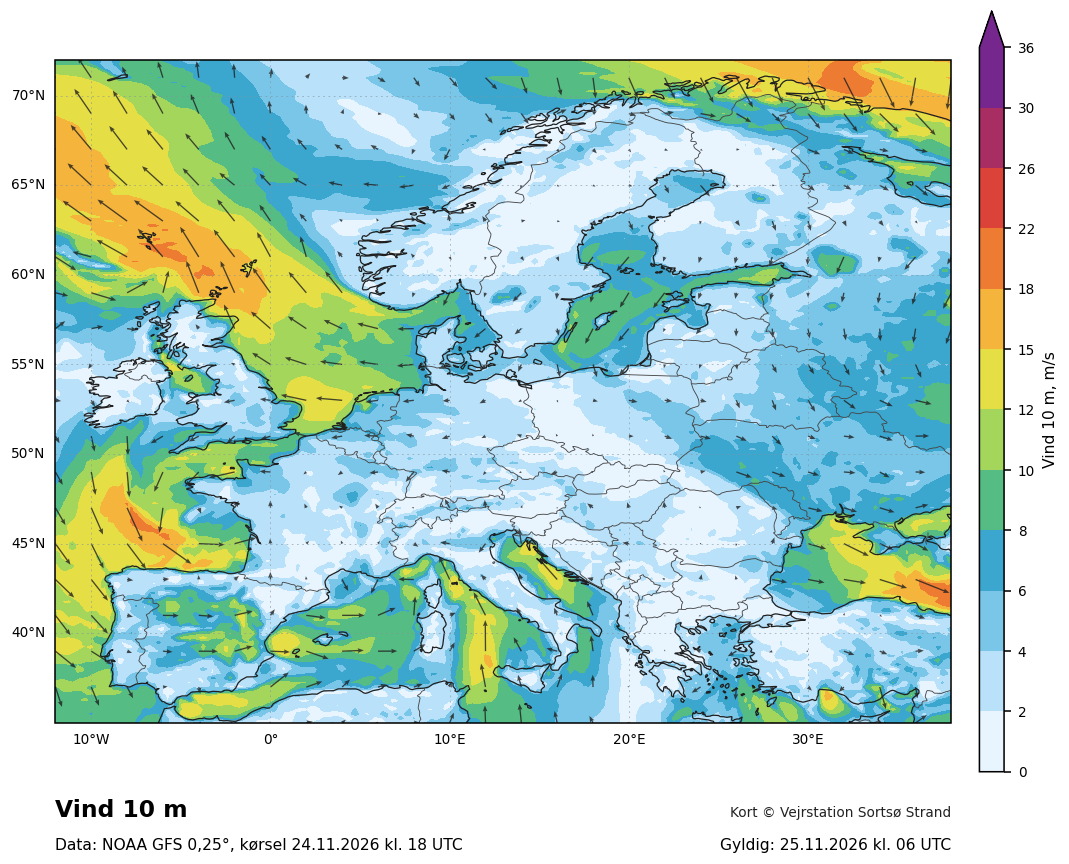 36
30
26
22
18
15
12
10
8
6
4
2
0
Vind 10 m, m/s
70°N
65°N
60°N
55°N
50°N
45°N
40°N
10°W
0°
10°E
20°E
30°E
Vind 10 m
Kort © Vejrstation Sortsø Strand
Data: NOAA GFS 0,25°, kørsel 24.11.2026 kl. 18 UTC
Gyldig: 25.11.2026 kl. 06 UTC